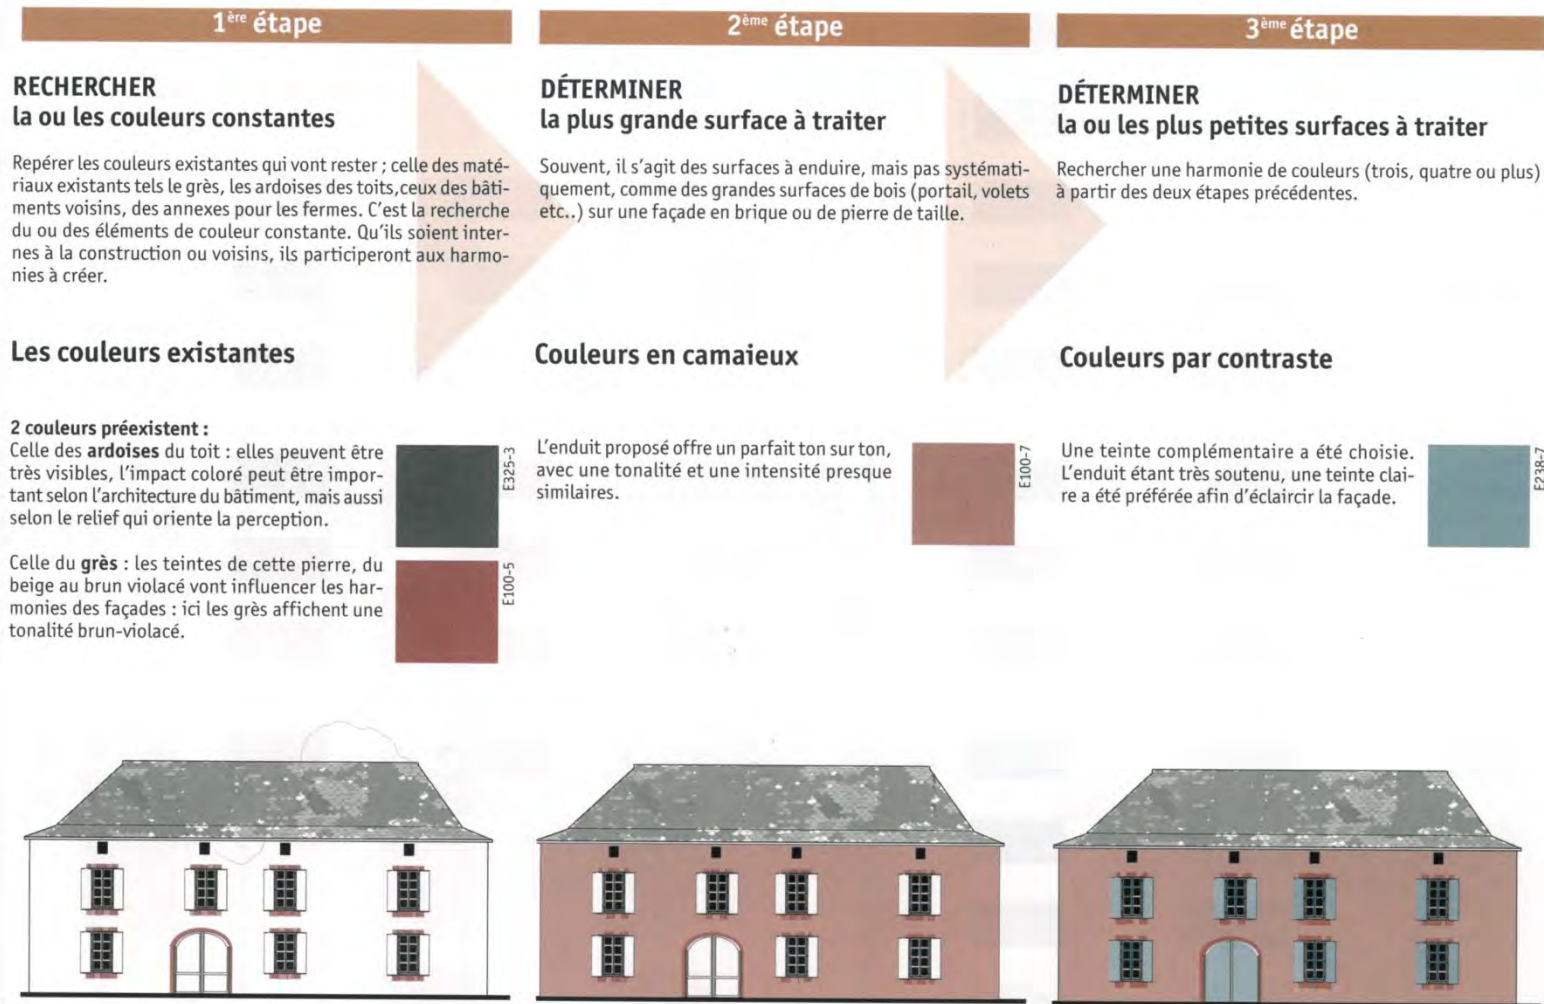 1ère étape
RECHERCHER
la ou les couleurs constantes
Repérer les couleurs existantes qui vont rester ; celle des maté-
riaux existants tels le grès, les ardoises des toits,ceux des bâti-
ments voisins, des annexes pour les fermes. C'est la recherche
du ou des éléments de couleur constante. Qu'ils soient inter-
nes à la construction ou voisins, ils participeront aux harmo-
nies à créer.
Les couleurs existantes
2 couleurs préexistent :
Celle des ardoises du toit : elles peuvent être
très visibles, l'impact coloré peut être impor-
tant selon l'architecture du bâtiment, mais aussi
selon le relief qui oriente la perception.
E325-3
Celle du grès : les teintes de cette pierre, du
beige au brun violacé vont influencer les har-
monies des façades : ici les grès affichent une
tonalité brun-violacé.
E100-5
2ème étape
DÉTERMINER
la plus grande surface à traiter
Souvent, il s'agit des surfaces à enduire, mais pas systémati-
quement, comme des grandes surfaces de bois (portail, volets
etc..) sur une façade en brique ou de pierre de taille.
Couleurs en camaieux
L'enduit proposé offre un parfait ton sur ton,
avec une tonalité et une intensité presque
similaires.
E100-7
3ème étape
DÉTERMINER
la ou les plus petites surfaces à traiter
Rechercher une harmonie de couleurs (trois, quatre ou plus)
à partir des deux étapes précédentes.
Couleurs par contraste
Une teinte complémentaire a été choisie.
L'enduit étant très soutenu, une teinte clai-
re a été préférée afin d'éclaircir la façade.
E238-7